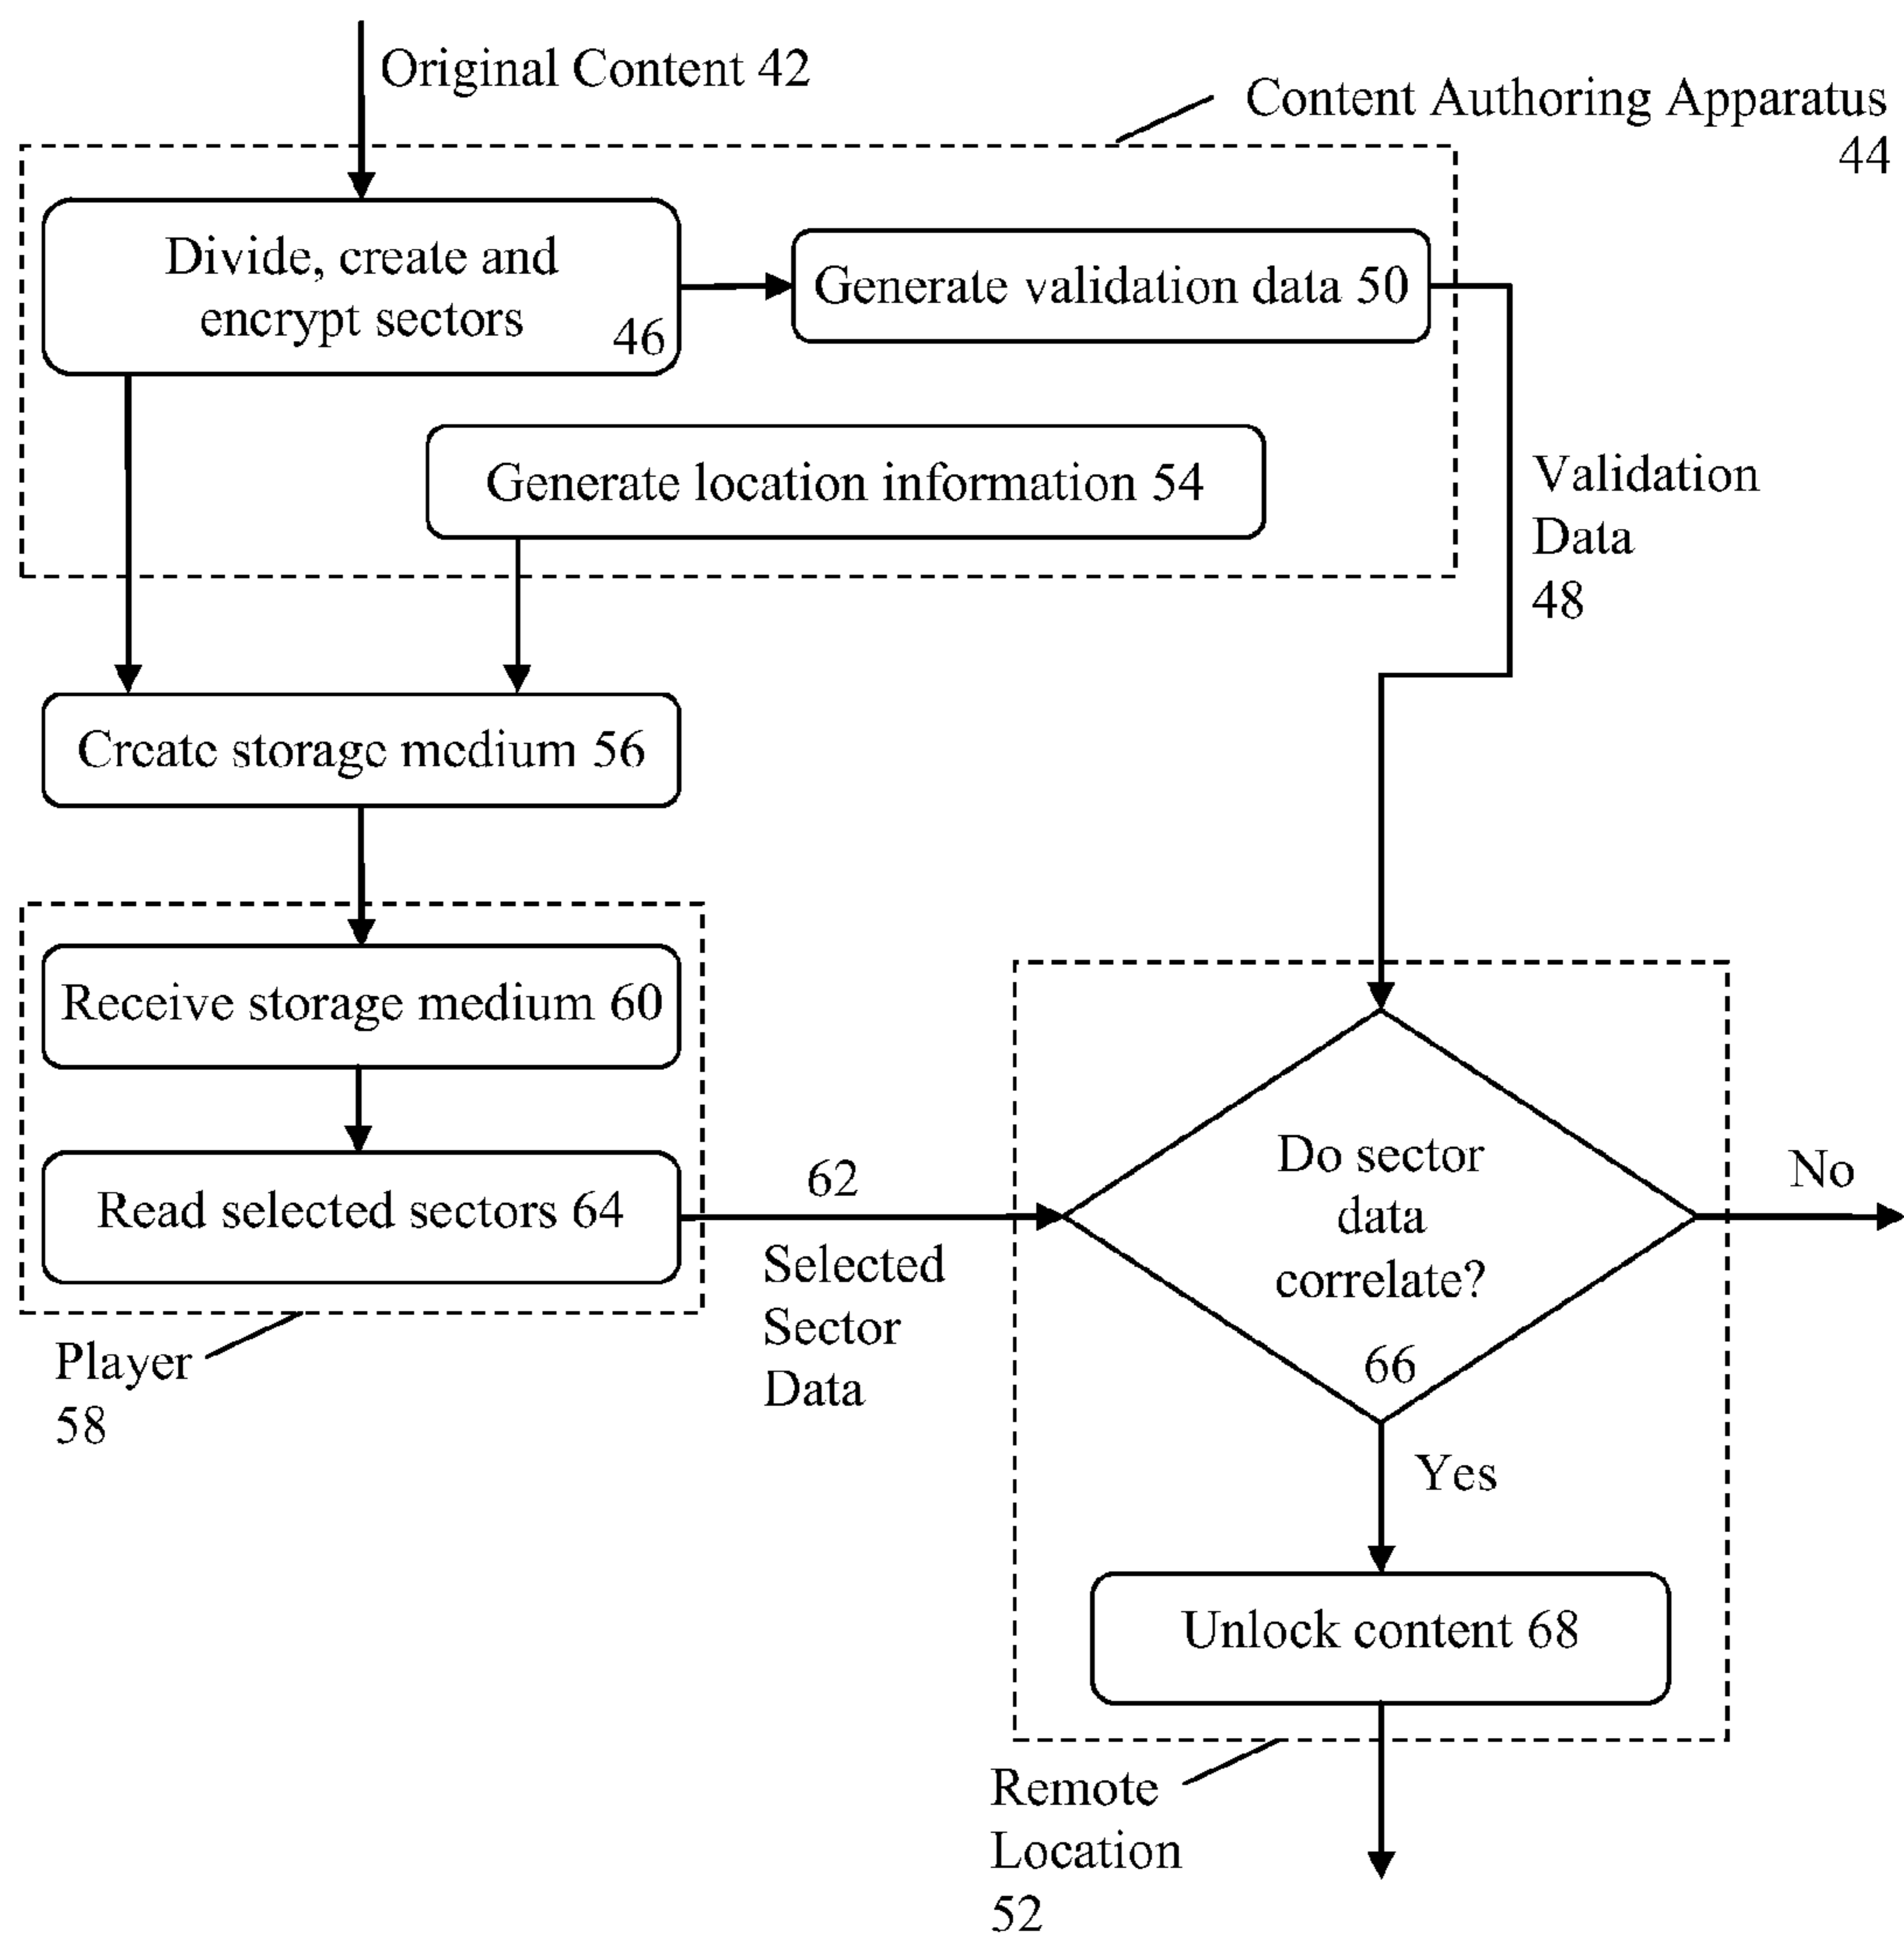 Original Content 42
Content Authoring Apparatus
44
Divide, create and
encrypt sectors
46
Generate validation data 50
Generate location information 54
Validation
Data
48
Create storage medium 56
Receive storage medium 60
Read selected sectors 64
62
Selected
Sector
Data
Do sector
data
correlate?
66
No
Yes
Player
58
Unlock content 68
Remote
Location
52